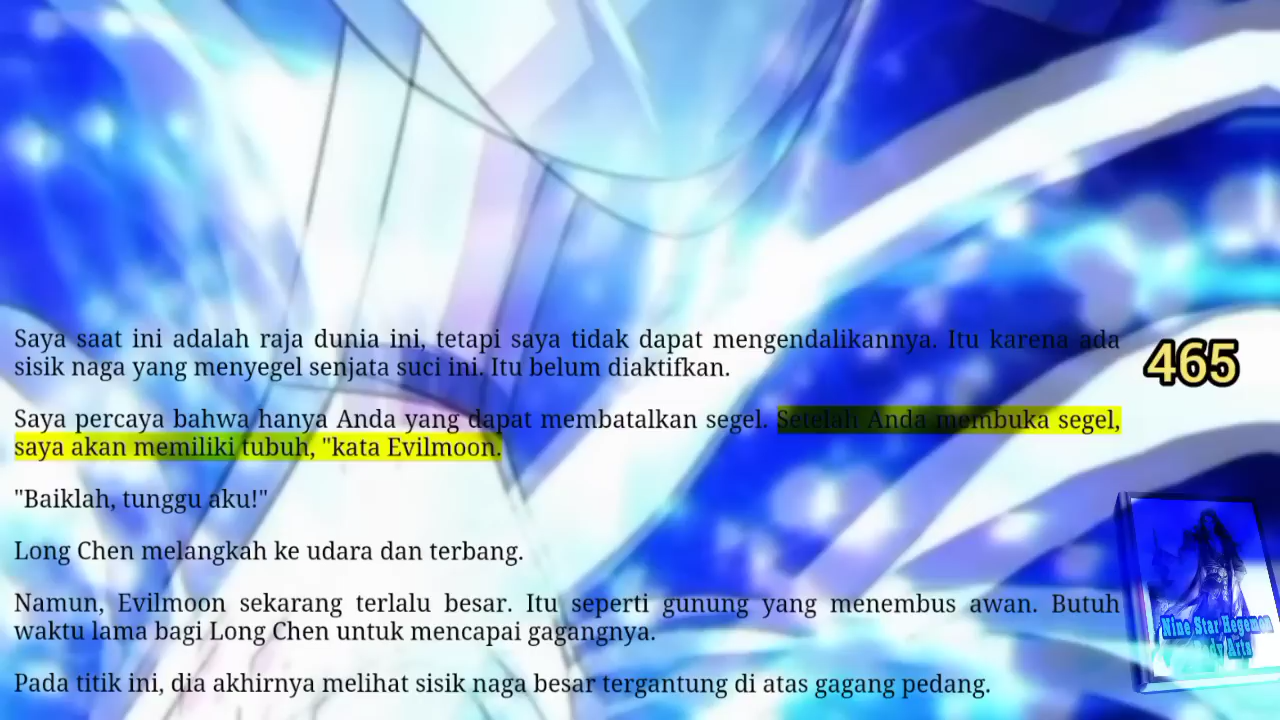 Saya saat ini adalah raja dunia ini, tetapi saya tidak dapat mengendalikannya. Itu karena ada
sisik naga yang menyegel senjata suci ini. Itu belum diaktifkan.
465
Saya percaya bahwa hanya Anda yang dapat membatalkan segel. Setelah Anda membuka segel,
saya akan memiliki tubuh, "kata Evilmoon.
"Baiklah, tunggu aku!"
Long Chen melangkah ke udara dan terbang.
Namun, Evilmoon sekarang terlalu besar. Itu seperti gunung yang menembus awan. Butuh
waktu lama bagi Long Chen untuk mencapai gagangnya.
Pada titik ini, dia akhirnya melihat sisik naga besar tergantung di atas gagang pedang.
Nine Star Hegemon
Body Arts